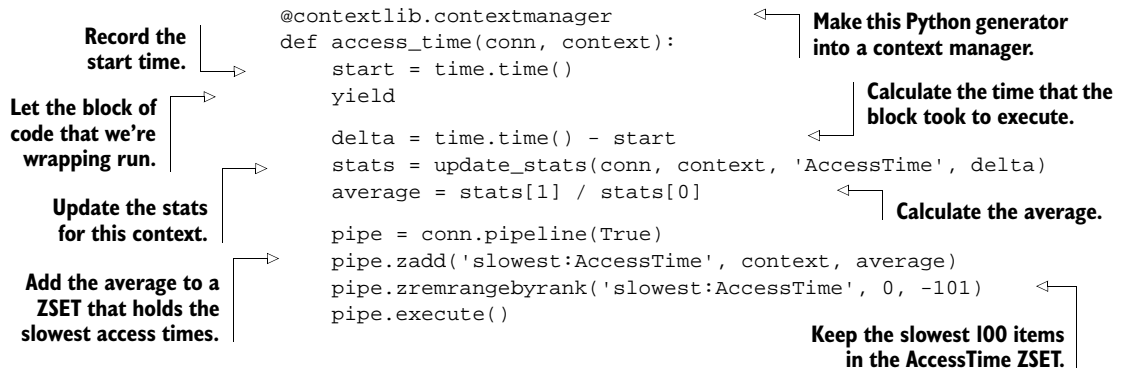 @contextlib.contextmanager
Make this Python generator
into a context manager.
Record the
start time.
def access_time(conn, context):
start = time.time()
yield
Let the block of
code that we're
wrapping run.
Calculate the time that the
block took to execute.
delta = time.time() - start
stats = update_stats(conn, context, 'AccessTime', delta)
average = stats[1] / stats[0]
Update the stats
for this context.
Calculate the average.
pipe = conn.pipeline(True)
pipe.zadd('slowest:AccessTime', context, average)
pipe.zremrangebyrank('slowest:AccessTime', 0, -101)
pipe.execute()
Add the average to a
ZSET that holds the
slowest access times.
Keep the slowest 100 items
in the AccessTime ZSET.